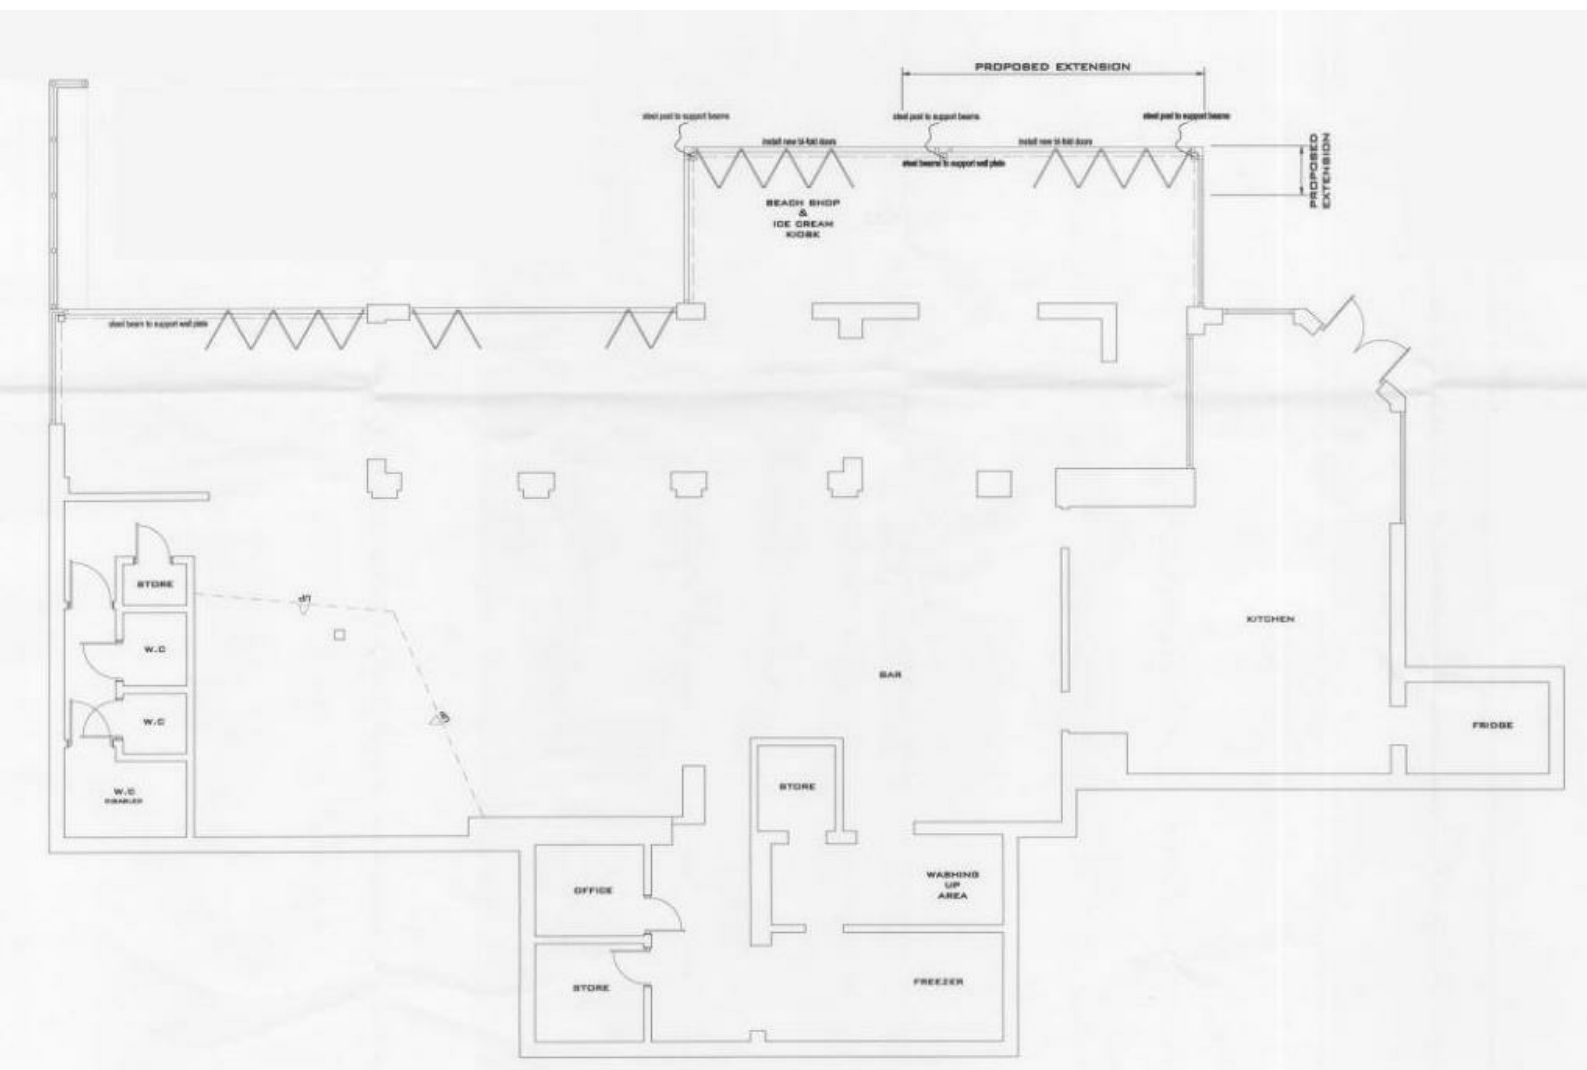 PROPOSED EXTENSION
steel post to support beams
steel post to support beams
steel post to support beams
install new bi-fold doors
install new bi-fold doors
steel beams to support wall plate
PROPOSED
EXTENSION
BEACH SHOP
&
ICE CREAM
KIOSK
steel beam to support wall plate
STORE
UP
KITCHEN
W.C
BAR
UP
W.C
FRIDGE
STORE
W.C
DISABLED
WASHING
UP
AREA
OFFICE
FREEZER
STORE